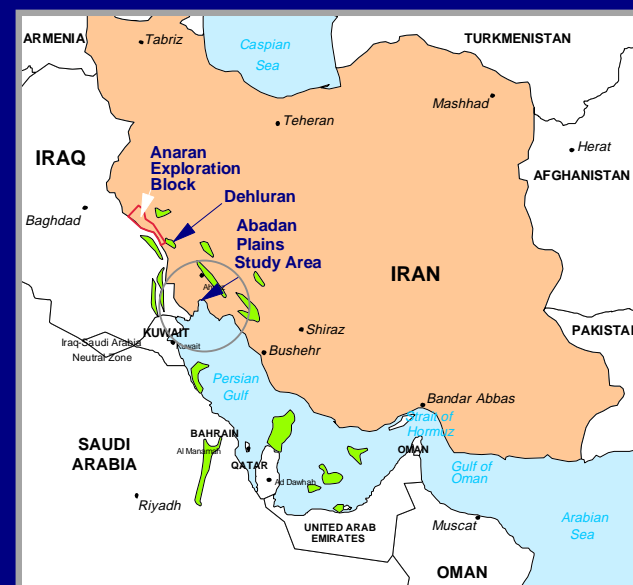 ARMENIA
Tabriz
Caspian
Sea
TURKMENISTAN
Mashhad
Teheran
Herat
IRAQ
Anaran
Exploration
Block
AFGHANISTAN
Dehluran
Baghdad
Abadan
Plains
Study Area
IRAN
KUWAIT
Kuwait
Iraq-Saudi Arabia
Neutral Zone
Shiraz
PAKISTAN
Bushehr
Persian
Gulf
Bandar Abbas
Strait of
Hormuz
BAHRAIN
SAUDI
ARABIA
Al Manamah
QATAR
OMAN
Gulf of
Oman
Ad Dawhah
Riyadh
UNITED ARAB
EMIRATES
Muscat
Arabian
Sea
OMAN